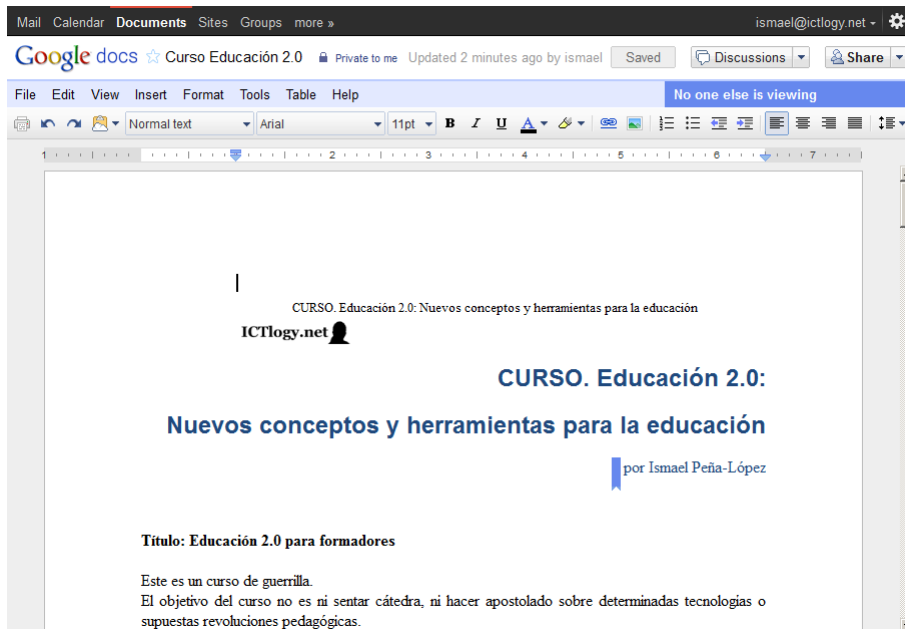 Mail Calendar Documents Sites Groups more » ismael@ictlogy.net
Google docs Curso Educación 2.0 Private to me Updated 2 minutes ago by ismael Saved Discussions Share
File Edit View Insert Format Tools Table Help No one else is viewing
Normal text Arial 11pt B I U A
1 2 3 4 5 6 7
CURSO. Educación 2.0: Nuevos conceptos y herramientas para la educación
ICTlogy.net
CURSO. Educación 2.0:
Nuevos conceptos y herramientas para la educación
por Ismael Peña-López
Título: Educación 2.0 para formadores
Este es un curso de guerrilla.
El objetivo del curso no es ni sentar cátedra, ni hacer apostolado sobre determinadas tecnologias o
supuestas revoluciones pedagógicas.